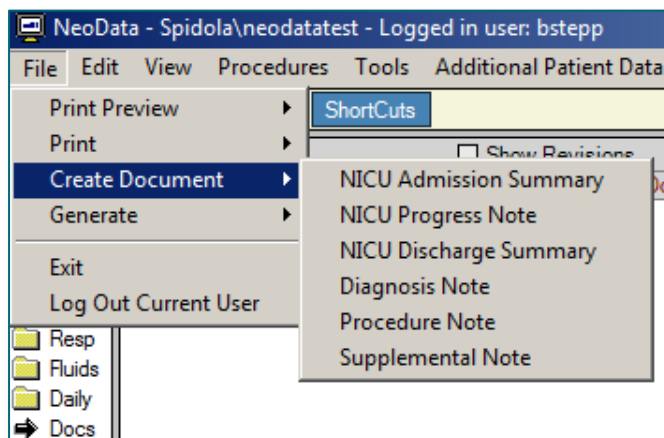 NeoData - Spidola\neodatatest - Logged in user: bstepp
File Edit View Procedures Tools Additional Patient Data
Print Preview
ShortCuts
Print
Show Revisions
Create Document
NICU Admission Summary
Generate
NICU Progress Note
NICU Discharge Summary
Exit
Diagnosis Note
Log Out Current User
Procedure Note
Resp
Supplemental Note
Fluids
Daily
Docs